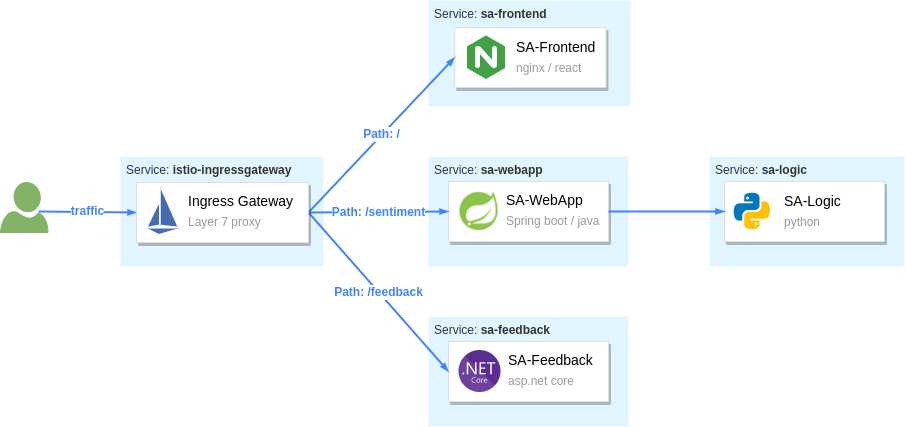 Service: sa-frontend
SA-Frontend
nginx / react
Path: /
Service: istio-ingressgateway
Ingress Gateway
Layer 7 proxy
traffic
Path: /sentiment
Service: sa-webapp
SA-WebApp
Spring boot / java
Service: sa-logic
SA-Logic
python
Path: /feedback
Service: sa-feedback
.NET
Core
SA-Feedback
asp.net core